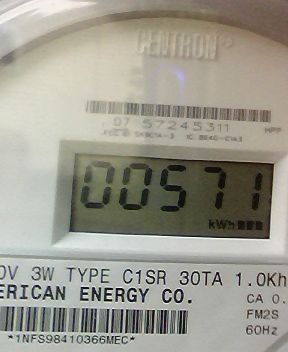 CENTRON®
07 57245311
HPP
00571
kWh
0V 3W TYPE C1SR 30TA 1.0Kh
ERICAN ENERGY CO.
CA 0.
FM2S
60Hz
*1NFS98410366MEC*